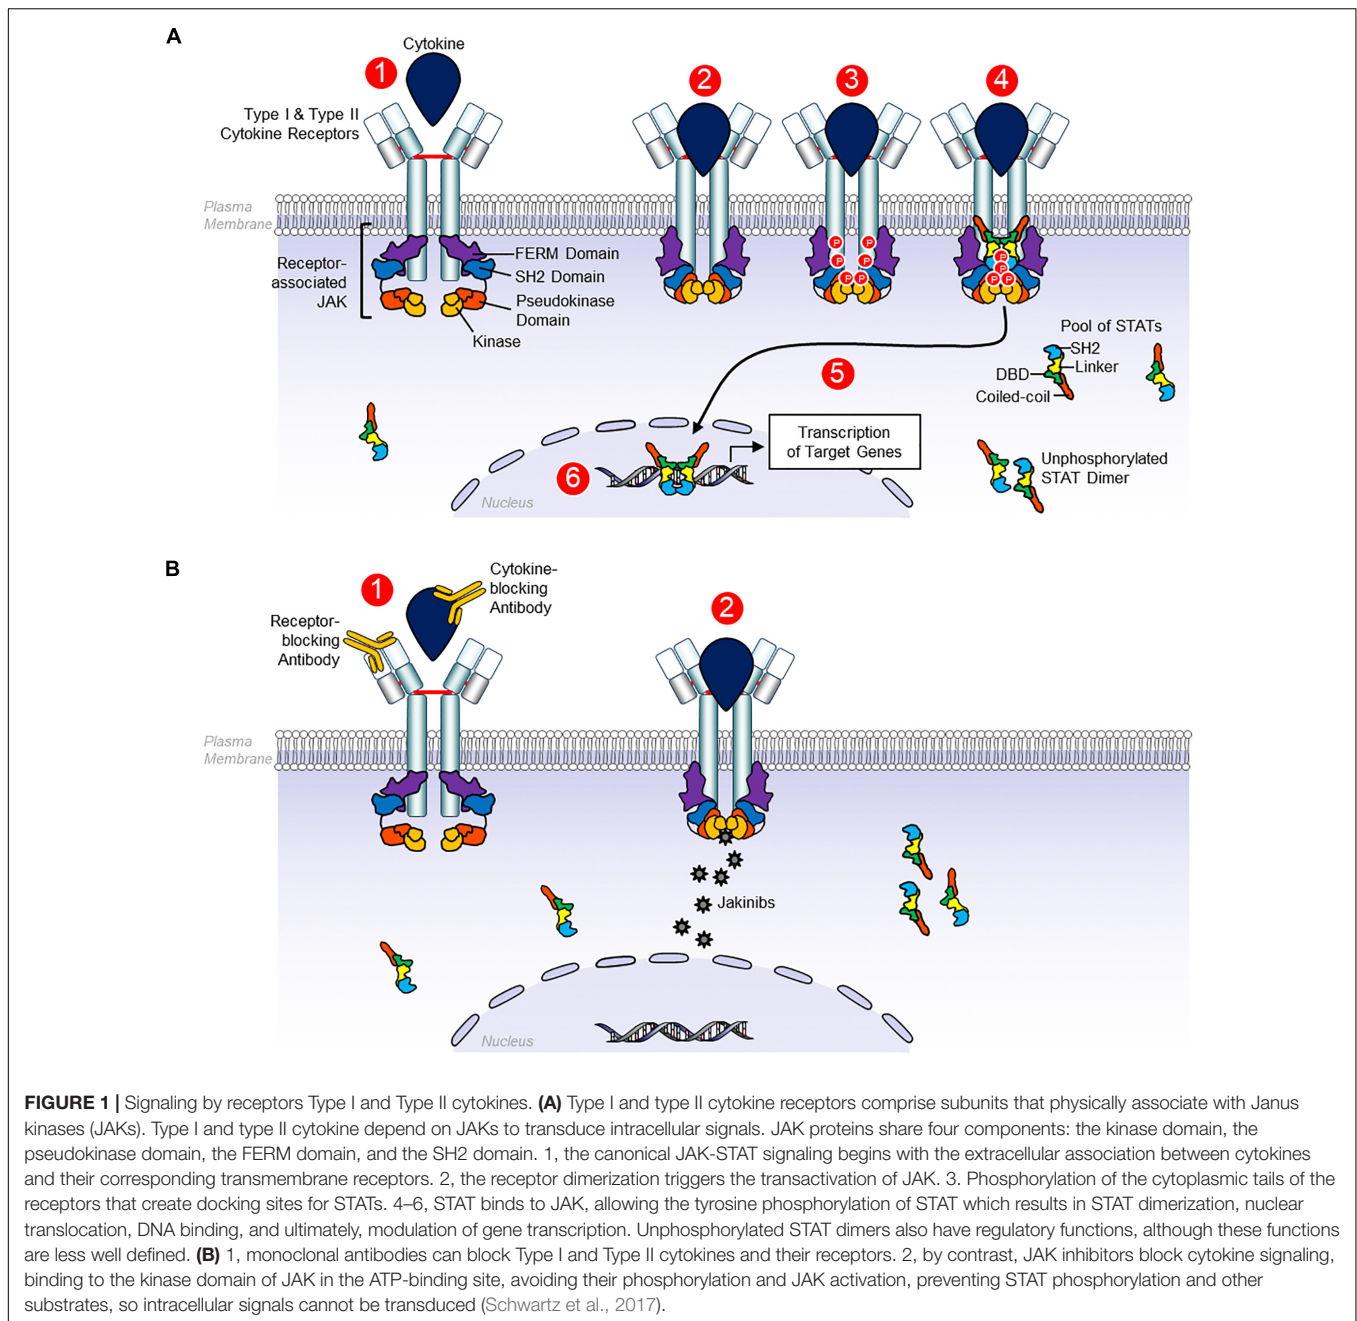 A
Cytokine
1
2
3
4
Type I & Type II
Cytokine Receptors
Plasma
Membrane
Receptor-
associated
JAK
FERM Domain
SH2 Domain
Pseudokinase
Domain
Kinase
P
P
P
P
P
P
P
P
P
P
Pool of STATs
SH2
Linker
DBD
Coiled-coil
5
Transcription
of Target Genes
6
Nucleus
Unphosphorylated
STAT Dimer
B
1
Cytokine-
blocking
Antibody
2
Receptor-
blocking
Antibody
Plasma
Membrane
Jakinibs
Nucleus
FIGURE 1 | Signaling by receptors Type I and Type II cytokines. (A) Type I and type II cytokine receptors comprise subunits that physically associate with Janus
kinases (JAKs). Type I and type II cytokine depend on JAKs to transduce intracellular signals. JAK proteins share four components: the kinase domain, the
pseudokinase domain, the FERM domain, and the SH2 domain. 1, the canonical JAK-STAT signaling begins with the extracellular association between cytokines
and their corresponding transmembrane receptors. 2, the receptor dimerization triggers the transactivation of JAK. 3. Phosphorylation of the cytoplasmic tails of the
receptors that create docking sites for STATs. 4–6, STAT binds to JAK, allowing the tyrosine phosphorylation of STAT which results in STAT dimerization, nuclear
translocation, DNA binding, and ultimately, modulation of gene transcription. Unphosphorylated STAT dimers also have regulatory functions, although these functions
are less well defined. (B) 1, monoclonal antibodies can block Type I and Type II cytokines and their receptors. 2, by contrast, JAK inhibitors block cytokine signaling,
binding to the kinase domain of JAK in the ATP-binding site, avoiding their phosphorylation and JAK activation, preventing STAT phosphorylation and other
substrates, so intracellular signals cannot be transduced (Schwartz et al., 2017).